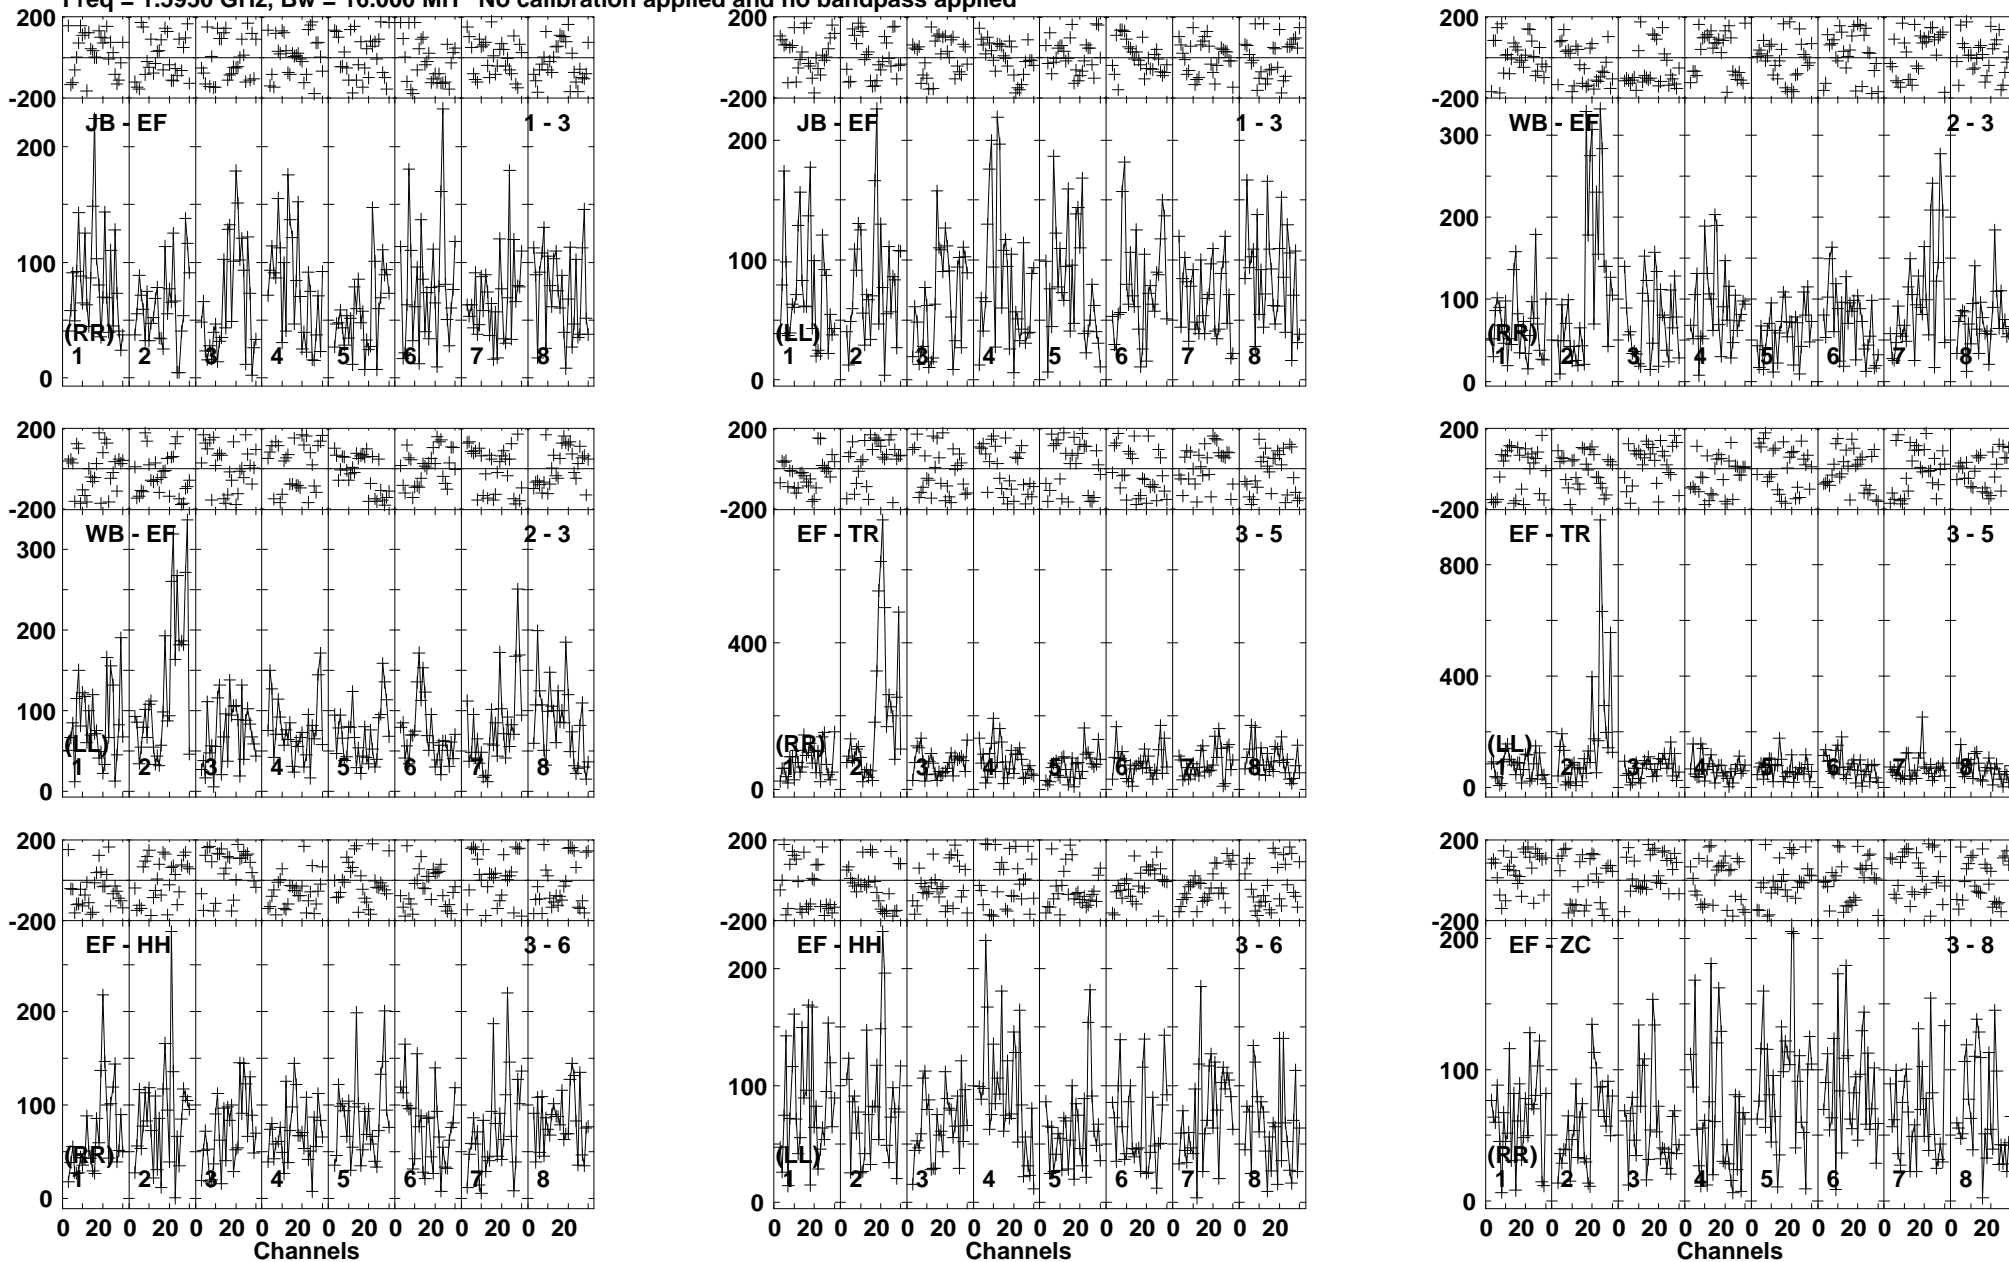 Freq = 1.5950 GHz, Bw = 16.000 MH No calibration applied and no bandpass applied
200 200 200
-200 -200 -200
JB - EF 1 - 3 JB - EF 1 - 3 WB - EF 2 - 3
300
200 200
200
100 100
100
(RR) (LL) (RR)
1 2 3 4 5 6 7 8 1 2 3 4 5 6 7 8 1 2 3 4 5 6 7 8
0 0 0
200 200 200
-200 -200 -200
WB - EF 2 - 3 EF - TR 3 - 5 EF - TR 3 - 5
300
800
200
400
400
100
(LL) (RR) (LL)
1 2 3 4 5 6 7 8 1 2 3 4 5 6 7 8 1 2 3 4 5 6 7 8
0 0 0
200 200 200
-200 -200 -200
EF - HH 3 - 6 EF - HH 3 - 6 EF - ZC 3 - 8
200 200 200
100 100 100
(RR) (LL) (RR)
1 2 3 4 5 6 7 8 1 2 3 4 5 6 7 8 1 2 3 4 5 6 7 8
0 0 0
0 20 0 20 0 20 0 20 0 20 0 20 0 20 0 20 0 20 0 20 0 20 0 20 0 20 0 20 0 20 0 20 0 20 0 20 0 20 0 20 0 20 0 20 0 20 0 20
Channels Channels Channels